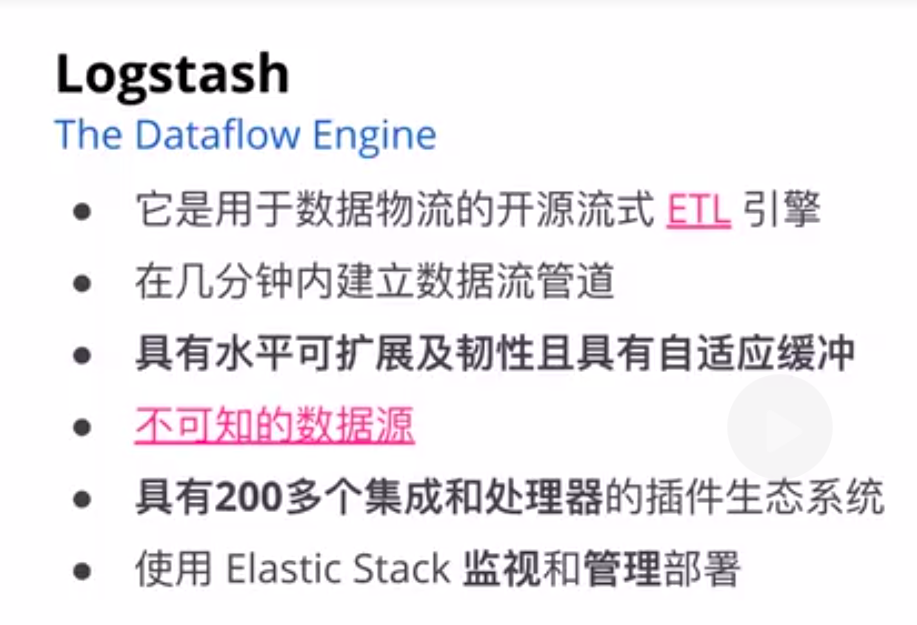 Logstash
The Dataflow Engine
● 它是用于数据物流的开源流式 ETL 引擎
● 在几分钟内建立数据流管道
● 具有水平可扩展及韧性且具有自适应缓冲
● 不可知的数据源
● 具有200多个集成和处理器的插件生态系统
● 使用 Elastic Stack 监视和管理部署